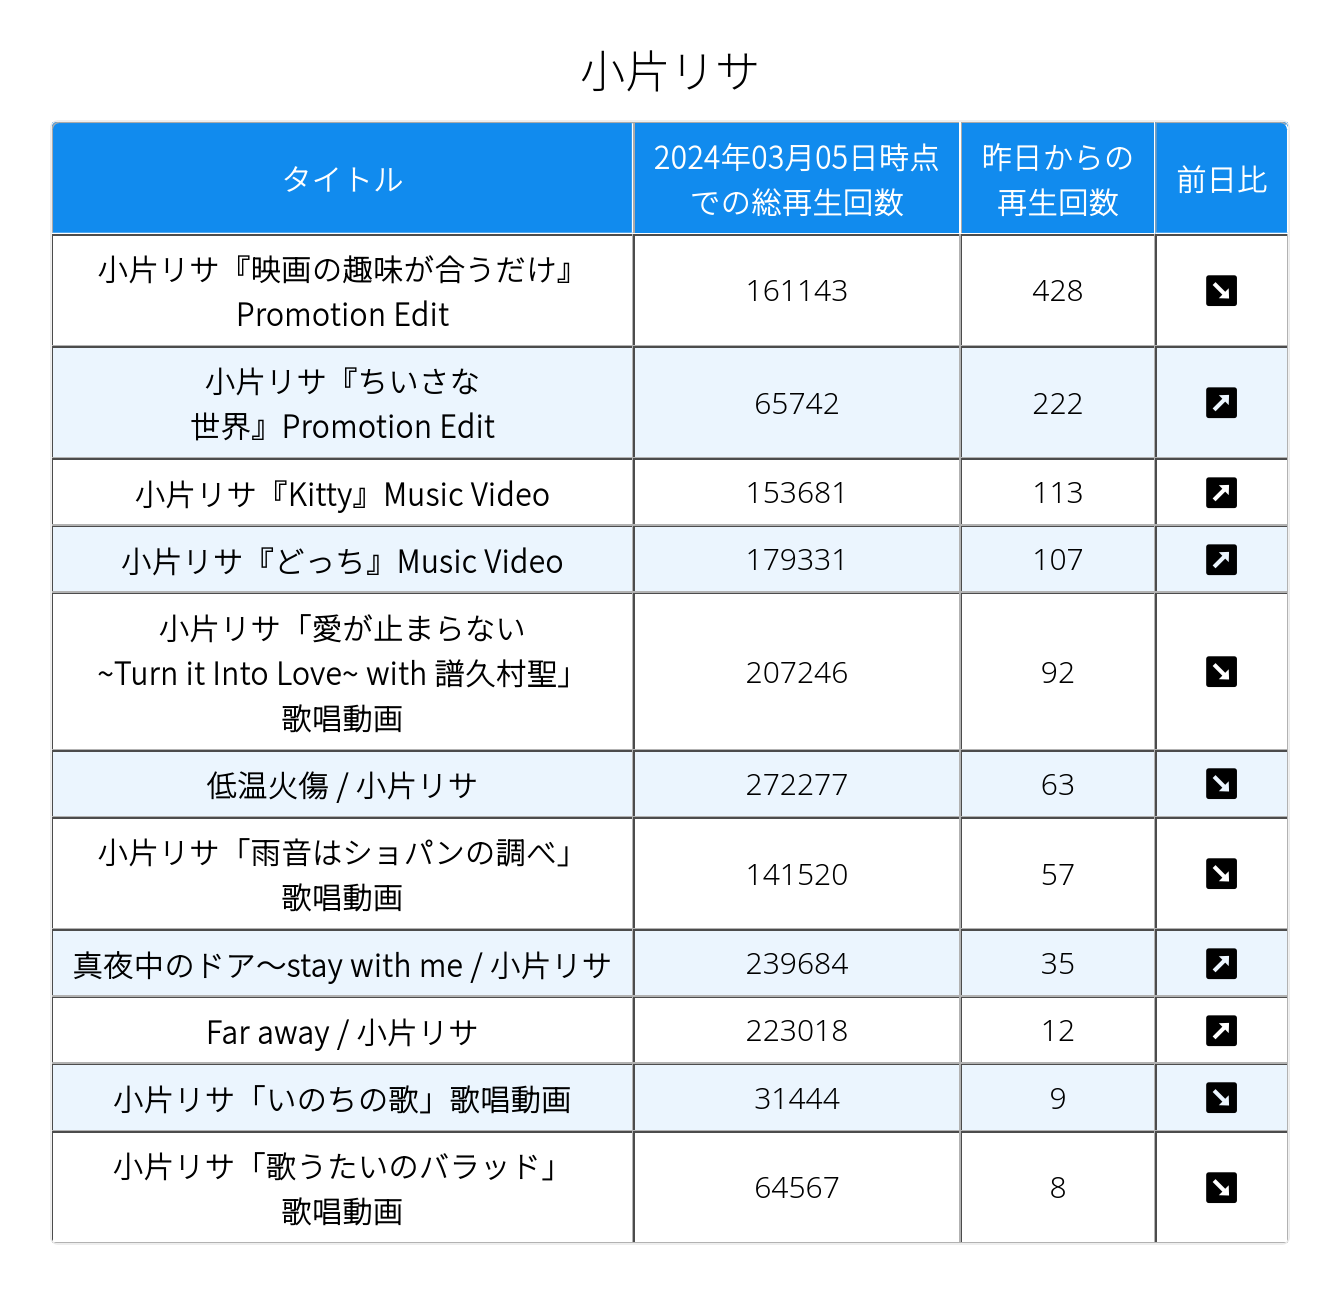 小片リサ
タイトル
2024年03月05日時点
での総再生回数
昨日からの
再生回数
前日比
小片リサ『映画の趣味が合うだけ』
Promotion Edit
161143
428
小片リサ『ちいさな
世界』Promotion Edit
65742
222
小片リサ『Kitty』Music Video
153681
113
小片リサ『どっち』Music Video
179331
107
小片リサ「愛が止まらない
~Turn it Into Love~ with 譜久村聖」
歌唱動画
207246
92
低温火傷 / 小片リサ
272277
63
小片リサ「雨音はショパンの調べ」
歌唱動画
141520
57
真夜中のドア〜stay with me / 小片リサ
239684
35
Far away / 小片リサ
223018
12
小片リサ「いのちの歌」歌唱動画
31444
9
小片リサ「歌うたいのバラッド」
歌唱動画
64567
8